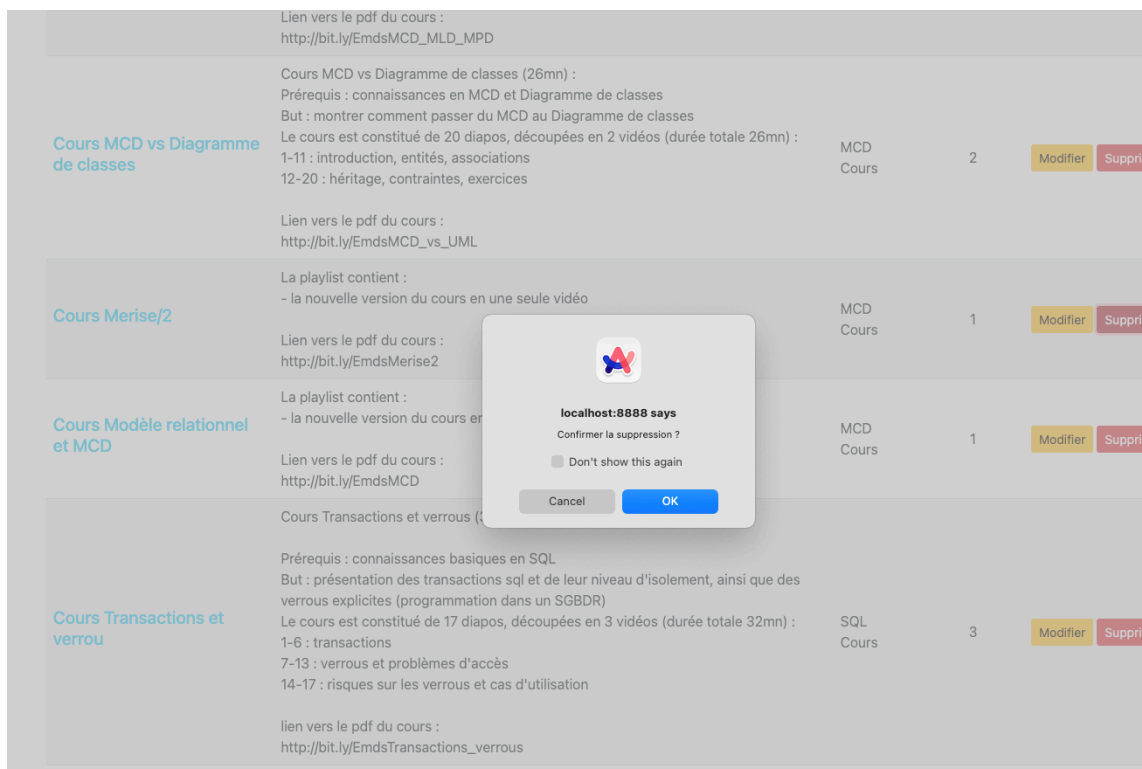 Lien vers le pdf du cours :
http://bit.ly/EmdsMCD_MLD_MPD
Cours MCD vs Diagramme
de classes
Cours MCD vs Diagramme de classes (26mn) :
Prérequis : connaissances en MCD et Diagramme de classes
But : montrer comment passer du MCD au Diagramme de classes
Le cours est constitué de 20 diapos, découpées en 2 vidéos (durée totale 26mn) :
1-11 : introduction, entités, associations
12-20 : héritage, contraintes, exercices
Lien vers le pdf du cours :
http://bit.ly/EmdsMCD_vs_UML
MCD
Cours
2
Modifier
Suppri
Cours Merise/2
La playlist contient :
- la nouvelle version du cours en une seule vidéo
Lien vers le pdf du cours :
http://bit.ly/EmdsMerise2
MCD
Cours
1
Modifier
Suppri
Cours Modèle relationnel
et MCD
La playlist contient :
- la nouvelle version du cours en
Lien vers le pdf du cours :
http://bit.ly/EmdsMCD
MCD
Cours
1
Modifier
Suppri
localhost:8888 says
Confirmer la suppression ?
Don't show this again
Cancel
OK
Cours Transactions et
verrou
Cours Transactions et verrous (
Prérequis : connaissances basiques en SQL
But : présentation des transactions sql et de leur niveau d'isolement, ainsi que des
verrous explicites (programmation dans un SGBDR)
Le cours est constitué de 17 diapos, découpées en 3 vidéos (durée totale 32mn) :
1-6 : transactions
7-13 : verrous et problèmes d'accès
14-17 : risques sur les verrous et cas d'utilisation
lien vers le pdf du cours :
http://bit.ly/EmdsTransactions_verrous
SQL
Cours
3
Modifier
Suppri